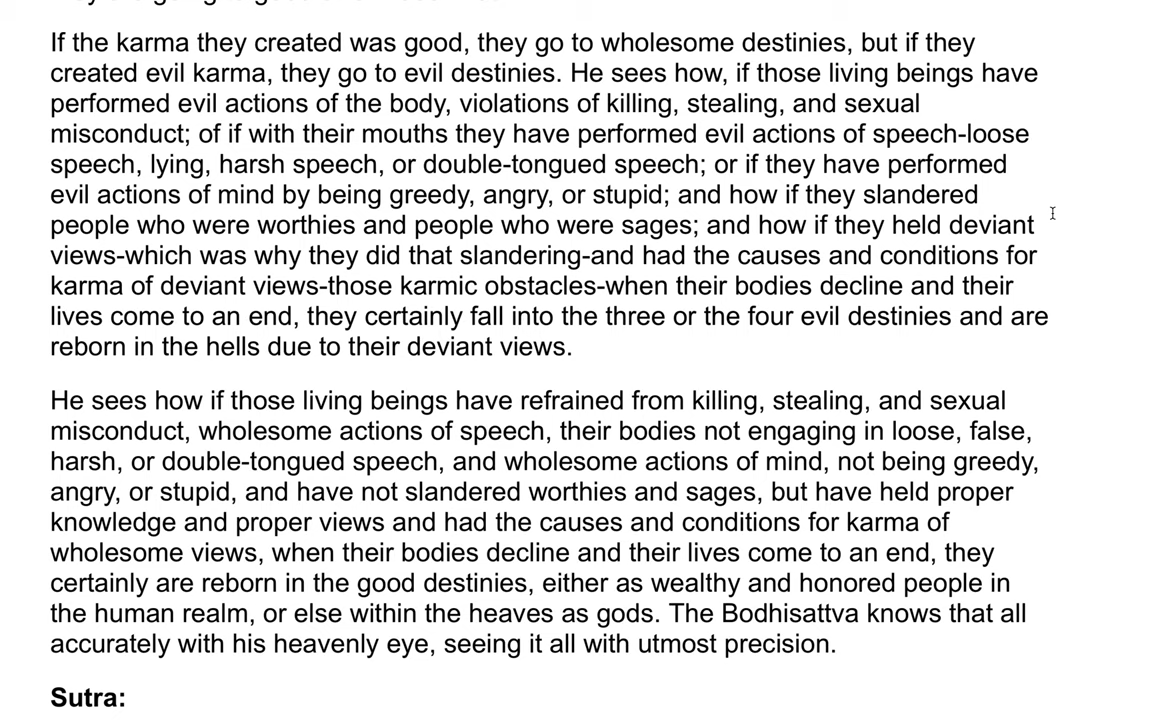 If the karma they created was good, they go to wholesome destinies, but if they
created evil karma, they go to evil destinies. He sees how, if those living beings have
performed evil actions of the body, violations of killing, stealing, and sexual
misconduct; of if with their mouths they have performed evil actions of speech-loose
speech, lying, harsh speech, or double-tongued speech; or if they have performed
evil actions of mind by being greedy, angry, or stupid; and how if they slandered
people who were worthies and people who were sages; and how if they held deviant
views-which was why they did that slandering-and had the causes and conditions for
karma of deviant views-those karmic obstacles-when their bodies decline and their
lives come to an end, they certainly fall into the three or the four evil destinies and are
reborn in the hells due to their deviant views.
He sees how if those living beings have refrained from killing, stealing, and sexual
misconduct, wholesome actions of speech, their bodies not engaging in loose, false,
harsh, or double-tongued speech, and wholesome actions of mind, not being greedy,
angry, or stupid, and have not slandered worthies and sages, but have held proper
knowledge and proper views and had the causes and conditions for karma of
wholesome views, when their bodies decline and their lives come to an end, they
certainly are reborn in the good destinies, either as wealthy and honored people in
the human realm, or else within the heaves as gods. The Bodhisattva knows that all
accurately with his heavenly eye, seeing it all with utmost precision.
Sutra: